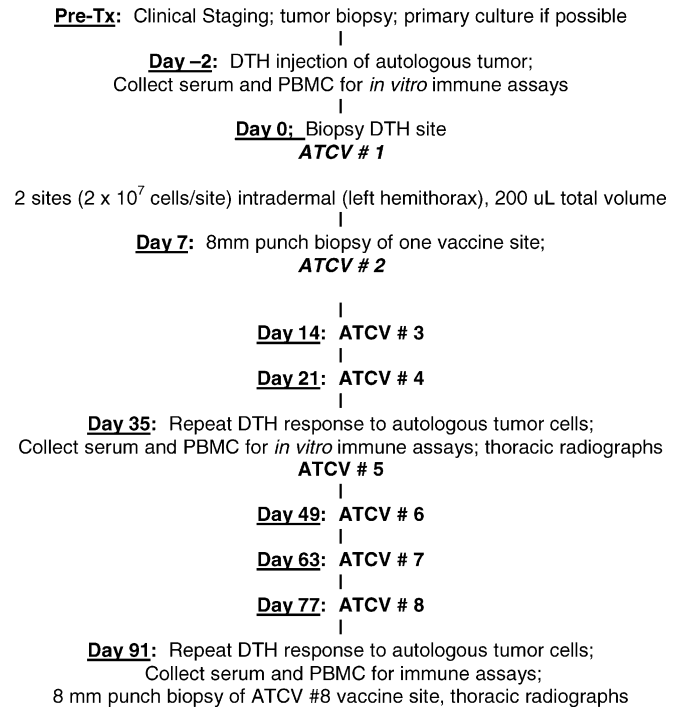 Pre-Tx: Clinical Staging; tumor biopsy; primary culture if possible
Day –2: DTH injection of autologous tumor;
Collect serum and PBMC for in vitro immune assays
Day 0; Biopsy DTH site
ATCV # 1
2 sites (2 x 10⁷ cells/site) intradermal (left hemithorax), 200 uL total volume
Day 7: 8mm punch biopsy of one vaccine site;
ATCV # 2
Day 14: ATCV # 3
Day 21: ATCV # 4
Day 35: Repeat DTH response to autologous tumor cells;
Collect serum and PBMC for in vitro immune assays; thoracic radiographs
ATCV # 5
Day 49: ATCV # 6
Day 63: ATCV # 7
Day 77: ATCV # 8
Day 91: Repeat DTH response to autologous tumor cells;
Collect serum and PBMC for immune assays;
8 mm punch biopsy of ATCV #8 vaccine site, thoracic radiographs